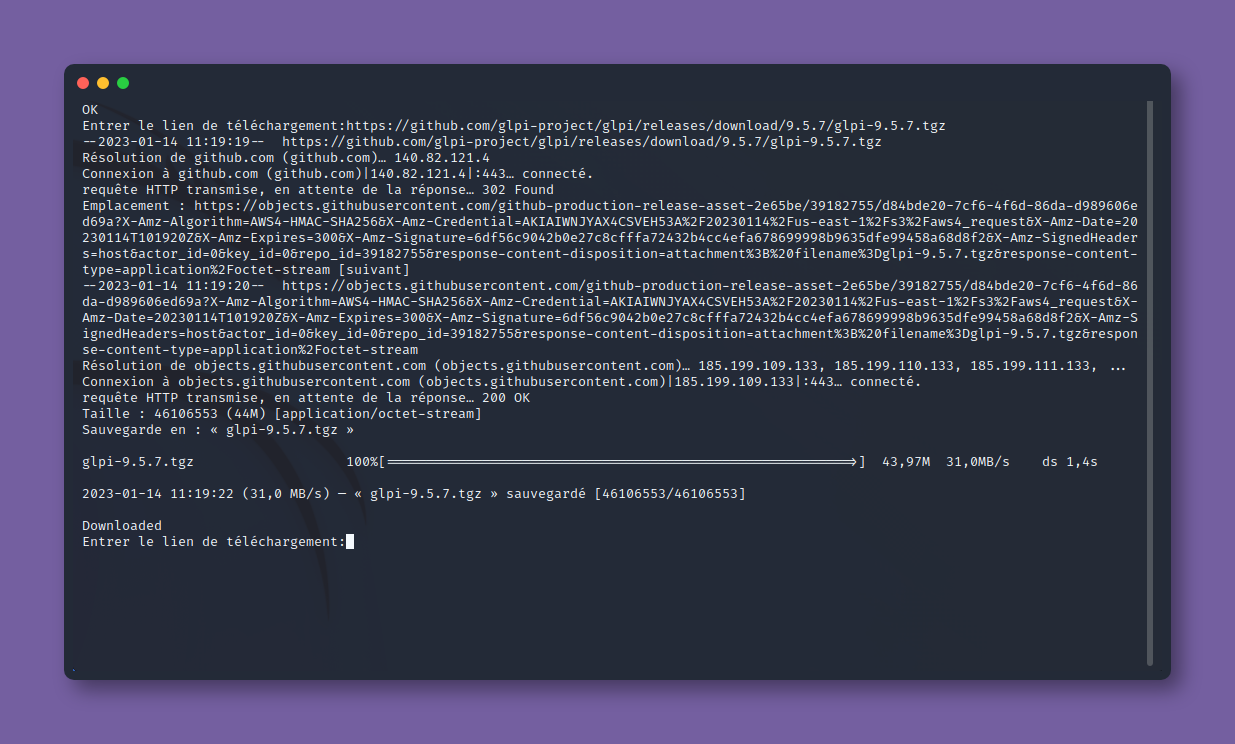 OK
Entrer le lien de téléchargement:https://github.com/glpi-project/glpi/releases/download/9.5.7/glpi-9.5.7.tgz
--2023-01-14 11:19:19--  https://github.com/glpi-project/glpi/releases/download/9.5.7/glpi-9.5.7.tgz
Résolution de github.com (github.com)… 140.82.121.4
Connexion à github.com (github.com)|140.82.121.4|:443… connecté.
requête HTTP transmise, en attente de la réponse… 302 Found
Emplacement : https://objects.githubusercontent.com/github-production-release-asset-2e65be/39182755/d84bde20-7cf6-4f6d-86da-d989606e
d69a?X-Amz-Algorithm=AWS4-HMAC-SHA256&X-Amz-Credential=AKIAIWNJYAX4CSVEH53A%2F20230114%2Fus-east-1%2Fs3%2Faws4_request&X-Amz-Date=20
230114T101920Z&X-Amz-Expires=300&X-Amz-Signature=6df56c9042b0e27c8cfffa72432b4cc4efa678699998b9635dfe99458a68d8f2&X-Amz-SignedHeader
s=host&actor_id=0&key_id=0&repo_id=39182755&response-content-disposition=attachment%3B%20filename%3Dglpi-9.5.7.tgz&response-content-
type=application%2Foctet-stream [suivant]
--2023-01-14 11:19:20--  https://objects.githubusercontent.com/github-production-release-asset-2e65be/39182755/d84bde20-7cf6-4f6d-86
da-d989606ed69a?X-Amz-Algorithm=AWS4-HMAC-SHA256&X-Amz-Credential=AKIAIWNJYAX4CSVEH53A%2F20230114%2Fus-east-1%2Fs3%2Faws4_request&X-
Amz-Date=20230114T101920Z&X-Amz-Expires=300&X-Amz-Signature=6df56c9042b0e27c8cfffa72432b4cc4efa678699998b9635dfe99458a68d8f2&X-Amz-S
ignedHeaders=host&actor_id=0&key_id=0&repo_id=39182755&response-content-disposition=attachment%3B%20filename%3Dglpi-9.5.7.tgz&respon
se-content-type=application%2Foctet-stream
Résolution de objects.githubusercontent.com (objects.githubusercontent.com)… 185.199.109.133, 185.199.110.133, 185.199.111.133, ...
Connexion à objects.githubusercontent.com (objects.githubusercontent.com)|185.199.109.133|:443… connecté.
requête HTTP transmise, en attente de la réponse… 200 OK
Taille : 46106553 (44M) [application/octet-stream]
Sauvegarde en : « glpi-9.5.7.tgz »
glpi-9.5.7.tgz                   100%[==========================================================>]  43,97M  31,0MB/s    ds 1,4s
2023-01-14 11:19:22 (31,0 MB/s) — « glpi-9.5.7.tgz » sauvegardé [46106553/46106553]
Downloaded
Entrer le lien de téléchargement: